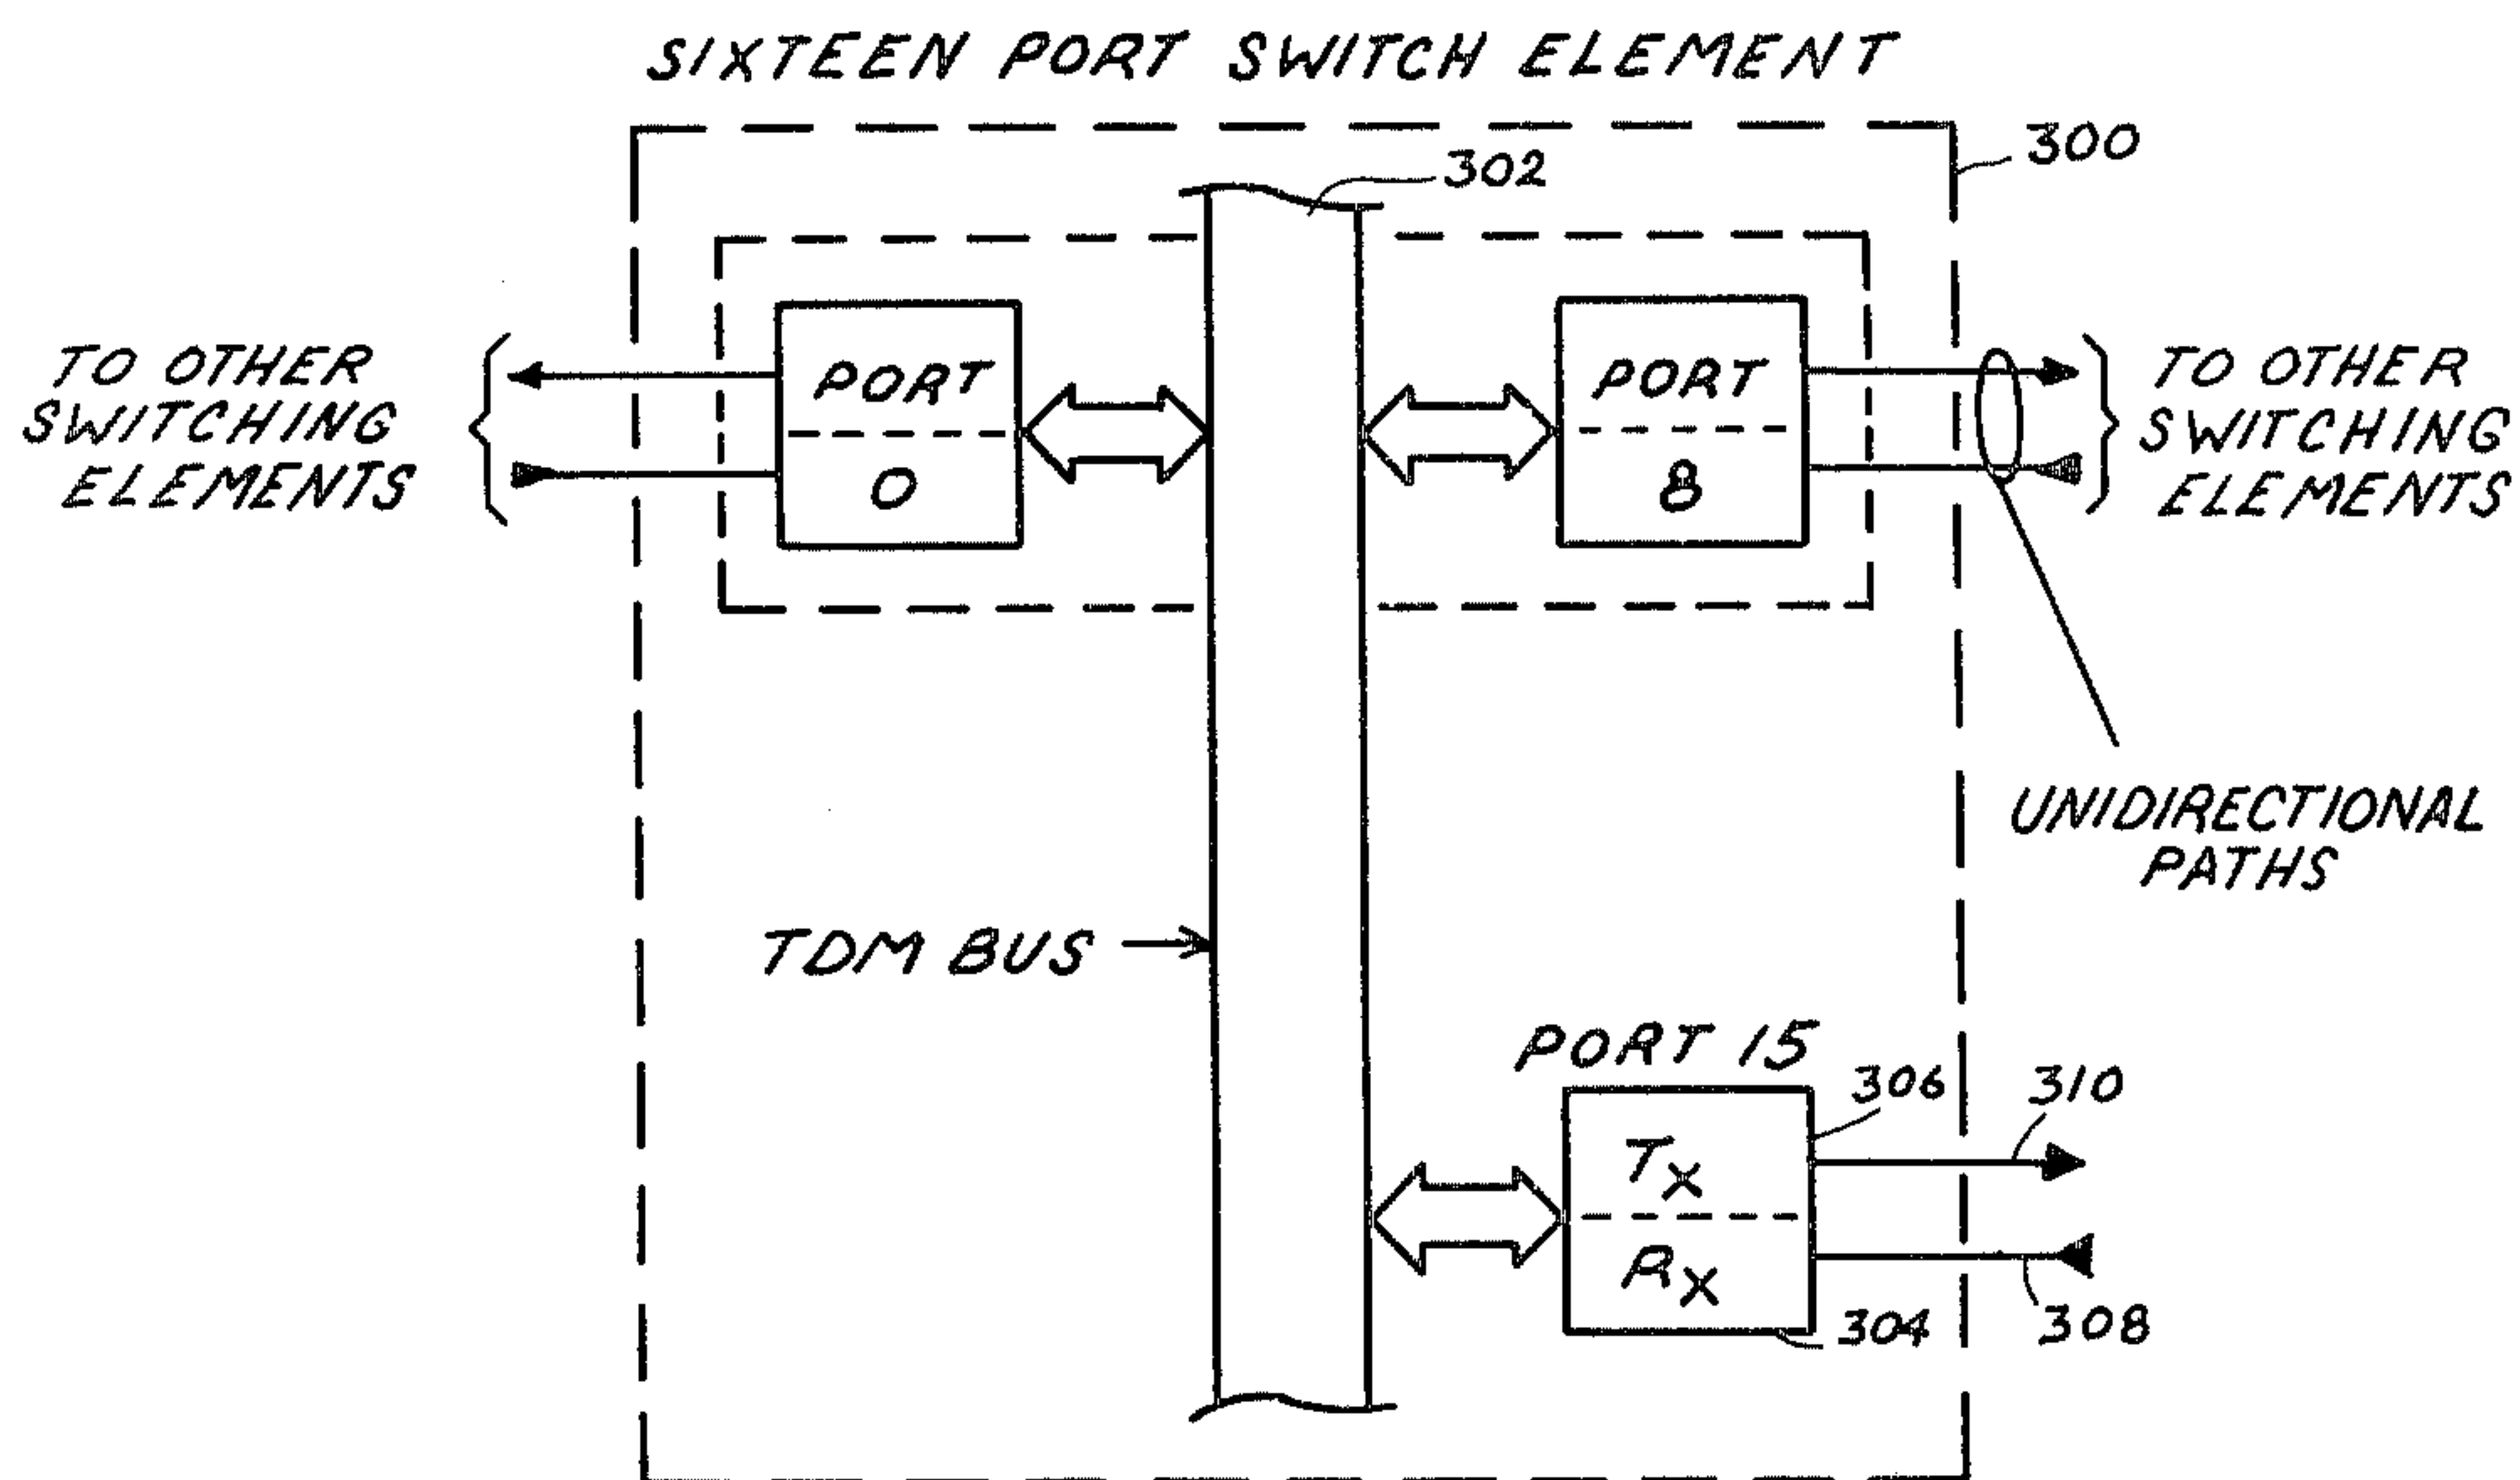 SIXTEEN PORT SWITCH ELEMENT
300
302
TO OTHER
SWITCHING
ELEMENTS
PORT
0
PORT
8
TO OTHER
SWITCHING
ELEMENTS
UNIDIRECTIONAL
PATHS
TDM BUS
PORT 15
306
310
Tx
Rx
304
308